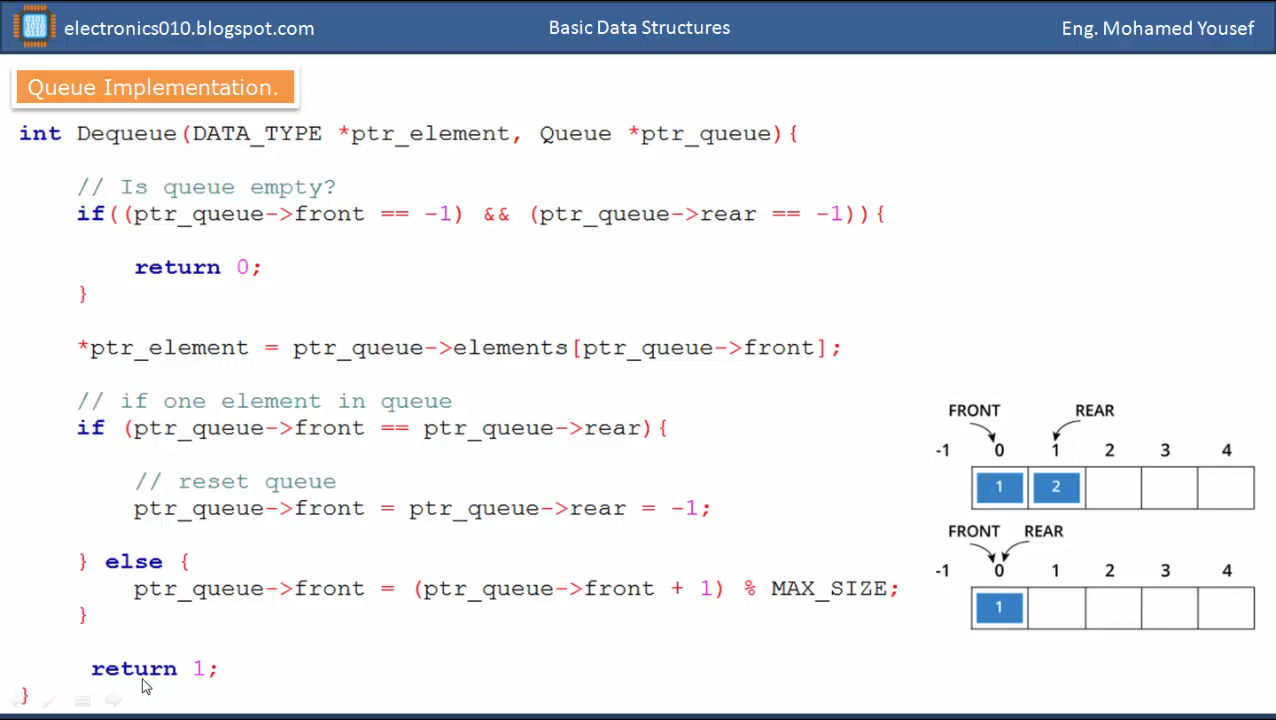 electronics010.blogspot.com Basic Data Structures Eng. Mohamed Yousef
Queue Implementation.
int Dequeue(DATA_TYPE *ptr_element, Queue *ptr_queue){
// Is queue empty?
if((ptr_queue->front == -1) && (ptr_queue->rear == -1)){
return 0;
}
*ptr_element = ptr_queue->elements[ptr_queue->front];
// if one element in queue
if (ptr_queue->front == ptr_queue->rear){
// reset queue
ptr_queue->front = ptr_queue->rear = -1;
} else {
ptr_queue->front = (ptr_queue->front + 1) % MAX_SIZE;
}
return 1;
}
FRONT REAR
-1 0 1 2 3 4
1 2
FRONT REAR
-1 0 1 2 3 4
1